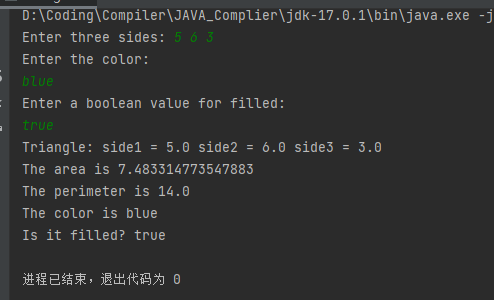 D:\Coding\Compiler\JAVA_Complier\jdk-17.0.1\bin\java.exe -j
Enter three sides: 5 6 3
Enter the color:
blue
Enter a boolean value for filled:
true
Triangle: side1 = 5.0 side2 = 6.0 side3 = 3.0
The area is 7.483314773547883
The perimeter is 14.0
The color is blue
Is it filled? true
进程已结束，退出代码为 0